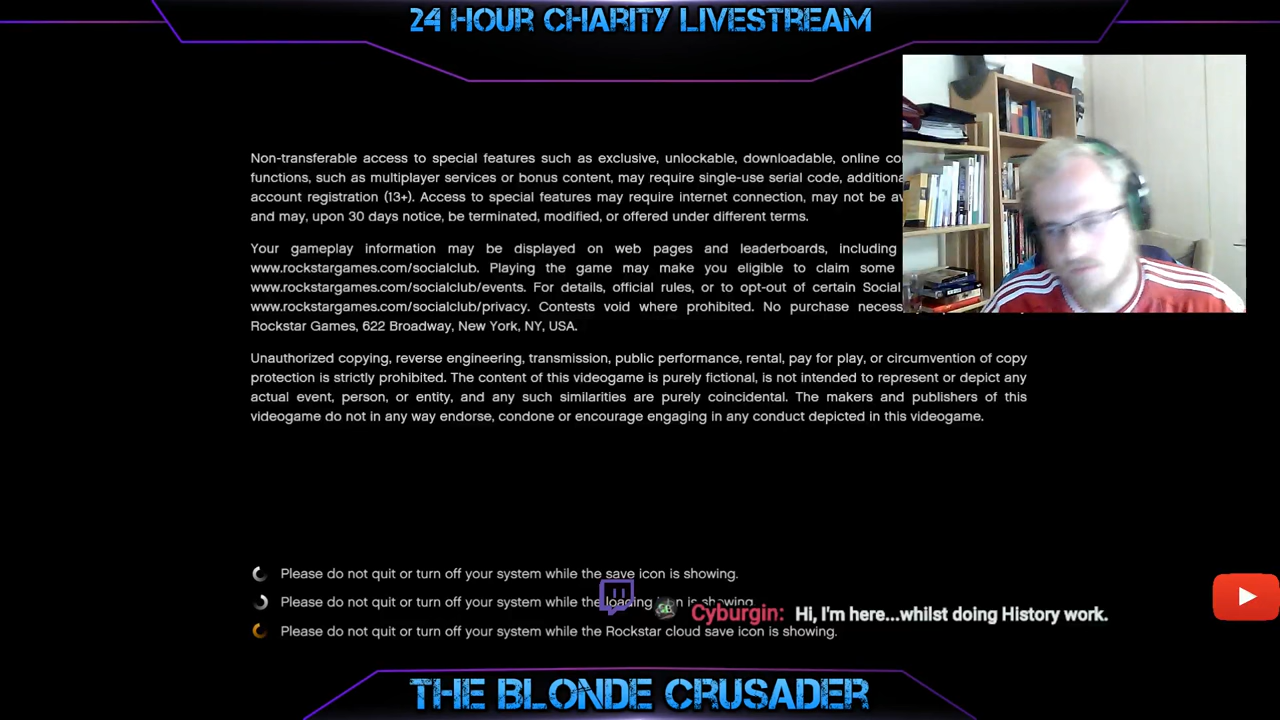 24 HOUR CHARITY LIVESTREAM
Non-transferable access to special features such as exclusive, unlockable, downloadable, online
functions, such as multiplayer services or bonus content, may require single-use serial code,
account registration (13+). Access to special features may require internet connection, may not be
and may, upon 30 days notice, be terminated, modified, or offered under different terms.
Your gameplay information may be displayed on web pages and leaderboards, including
www.rockstargames.com/socialclub. Playing the game may make you eligible to claim some
www.rockstargames.com/socialclub/events. For details, official rules, or to opt-out of certain Social
www.rockstargames.com/socialclub/privacy. Contests void where prohibited. No purchase
Rockstar Games, 622 Broadway, New York, NY, USA.
Unauthorized copying, reverse engineering, transmission, public performance, rental, pay for play, or circumvention of copy
protection is strictly prohibited. The content of this videogame is purely fictional, is not intended to represent or depict any
actual event, person, or entity, and any such similarities are purely coincidental. The makers and publishers of this
videogame do not in any way endorse, condone or encourage engaging in any conduct depicted in this videogame.
Please do not quit or turn off your system while the save icon is showing.
Please do not quit or turn off your system while the loading icon is showing.
Cyburgin: Hi, I'm here...whilst doing History work.
Please do not quit or turn off your system while the Rockstar cloud save icon is showing.
THE BLONDE CRUSADER